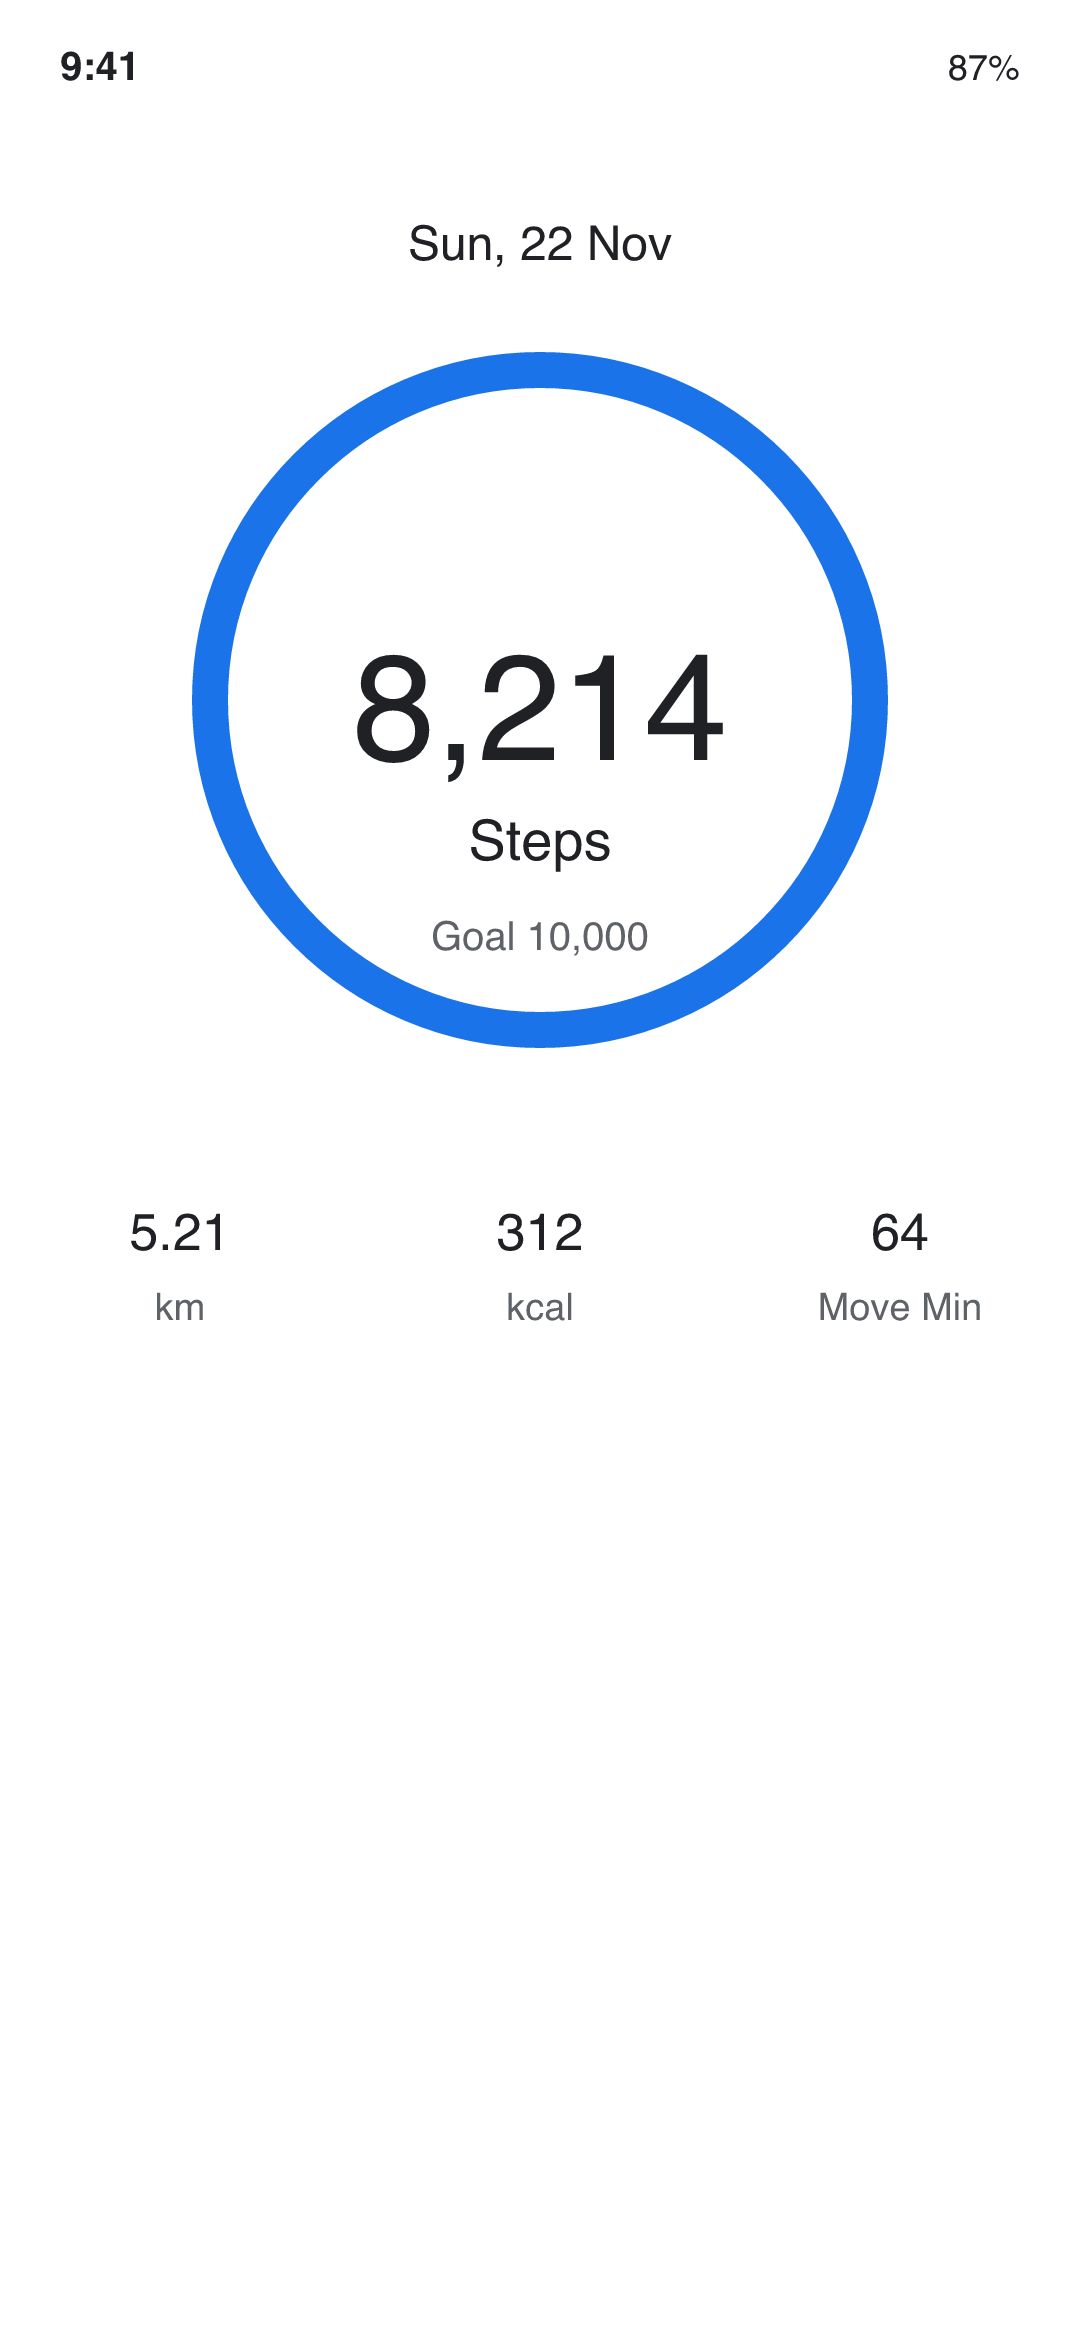 9:41 87%
Sun, 22 Nov
8,214
Steps
Goal 10,000
5.21 312 64
km kcal Move Min